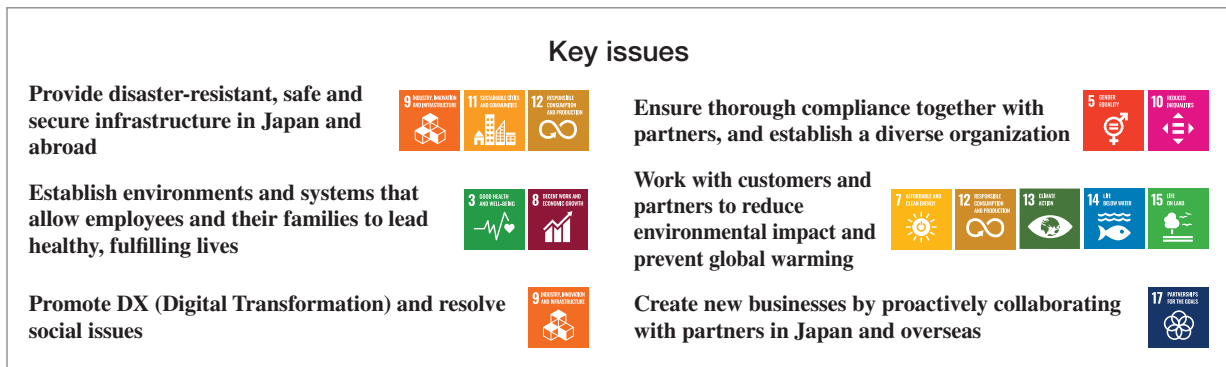 Key issues
Provide disaster-resistant, safe and
secure infrastructure in Japan and
abroad
9 INDUSTRY, INNOVATION
AND INFRASTRUCTURE
11 SUSTAINABLE CITIES
AND COMMUNITIES
12 RESPONSIBLE
CONSUMPTION
AND PRODUCTION
Establish environments and systems that
allow employees and their families to lead
healthy, fulfilling lives
3 GOOD HEALTH
AND WELL-BEING
8 DECENT WORK AND
ECONOMIC GROWTH
Promote DX (Digital Transformation) and resolve
social issues
9 INDUSTRY, INNOVATION
AND INFRASTRUCTURE
Ensure thorough compliance together with
partners, and establish a diverse organization
5 GENDER
EQUALITY
10 REDUCED
INEQUALITIES
Work with customers and
partners to reduce
environmental impact and
prevent global warming
7 AFFORDABLE AND
CLEAN ENERGY
12 RESPONSIBLE
CONSUMPTION
AND PRODUCTION
13 CLIMATE
ACTION
14 LIFE
BELOW WATER
15 LIFE
ON LAND
Create new businesses by proactively collaborating
with partners in Japan and overseas
17 PARTNERSHIPS
FOR THE GOALS